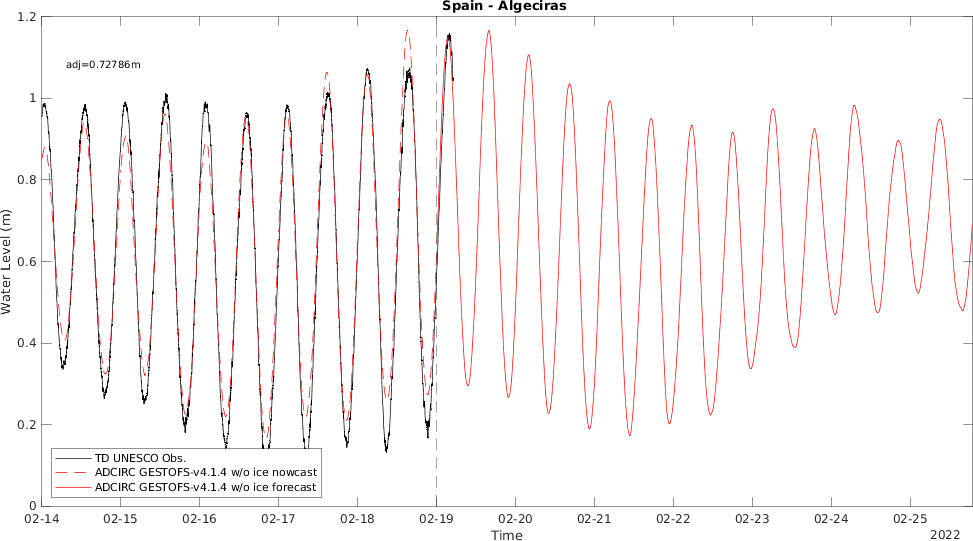 Spain - Algeciras
1.2
adj=0.72786m
1
0.8
0.6
0.4
0.2
0
Water Level (m)
TD UNESCO Obs.
ADCIRC GESTOFS-v4.1.4 w/o ice nowcast
ADCIRC GESTOFS-v4.1.4 w/o ice forecast
02-14 02-15 02-16 02-17 02-18 02-19 02-20 02-21 02-22 02-23 02-24 02-25
Time
2022